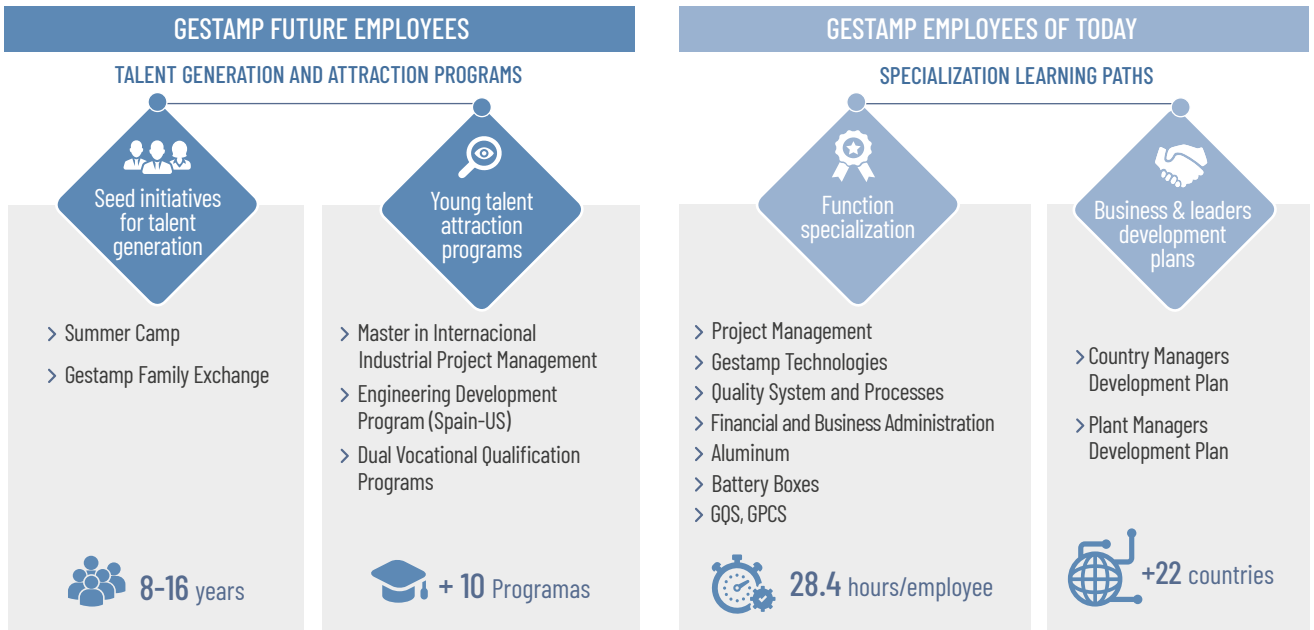 GESTAMP FUTURE EMPLOYEES
TALENT GENERATION AND ATTRACTION PROGRAMS
Seed initiatives
for talent
generation
Summer Camp
Gestamp Family Exchange
8-16 years
Young talent
attraction
programs
Master in Internacional
Industrial Project Management
Engineering Development
Program (Spain-US)
Dual Vocational Qualification
Programs
+ 10 Programas
GESTAMP EMPLOYEES OF TODAY
SPECIALIZATION LEARNING PATHS
Function
specialization
Project Management
Gestamp Technologies
Quality System and Processes
Financial and Business Administration
Aluminum
Battery Boxes
GQS, GPCS
28.4 hours/employee
Business & leaders
development
plans
Country Managers
Development Plan
Plant Managers
Development Plan
+22 countries